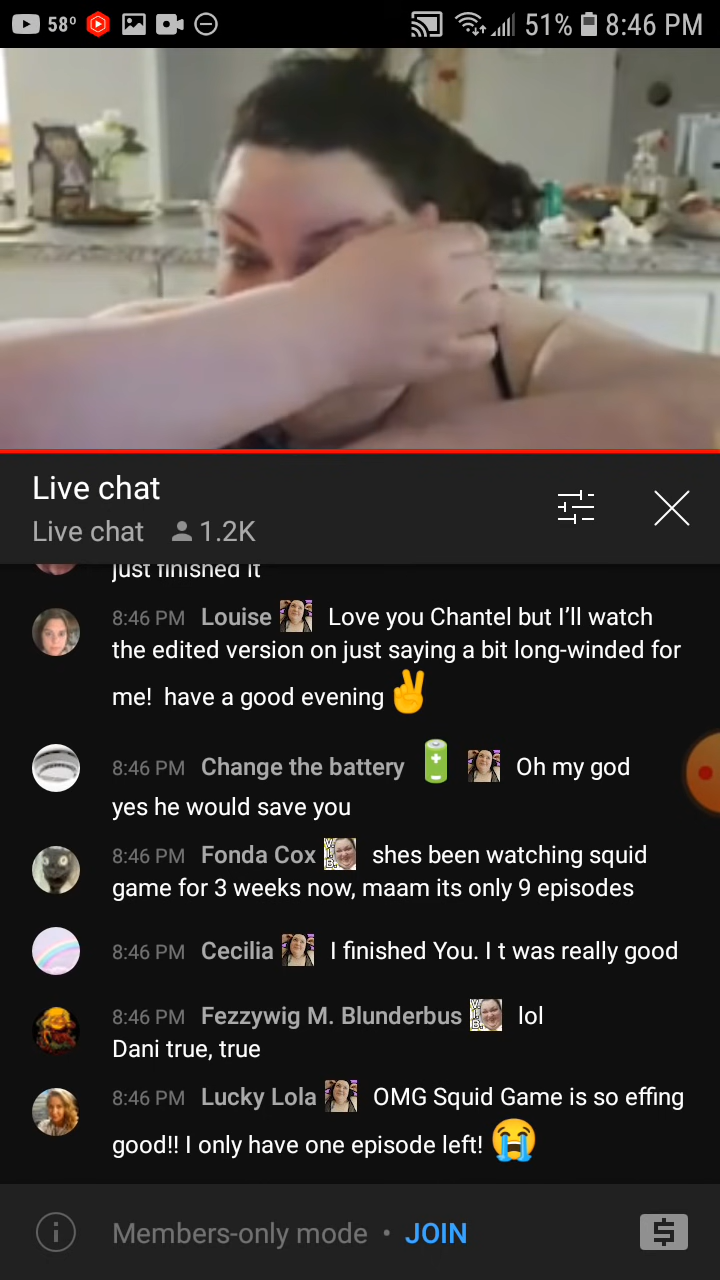 58° 51% 8:46 PM
Live chat
Live chat 1.2K
just finished it
8:46 PM Louise Love you Chantel but I’ll watch
the edited version on just saying a bit long-winded for
me! have a good evening ✌
8:46 PM Change the battery 🔋 Oh my god
yes he would save you
8:46 PM Fonda Cox shes been watching squid
game for 3 weeks now, maam its only 9 episodes
8:46 PM Cecilia I finished You. I t was really good
8:46 PM Fezzywig M. Blunderbus lol
Dani true, true
8:46 PM Lucky Lola OMG Squid Game is so effing
good!! I only have one episode left! 😭
Members-only mode • JOIN